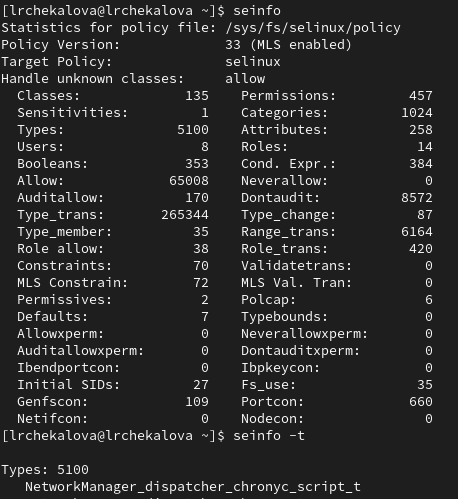 [lrchekalova@lrchekalova ~]$ seinfo
Statistics for policy file: /sys/fs/selinux/policy
Policy Version:             33 (MLS enabled)
Target Policy:              selinux
Handle unknown classes:     allow
  Classes:             135    Permissions:         457
  Sensitivities:         1    Categories:         1024
  Types:              5100    Attributes:          258
  Users:                 8    Roles:                14
  Booleans:            353    Cond. Expr.:         384
  Allow:             65008    Neverallow:            0
  Auditallow:          170    Dontaudit:          8572
  Type_trans:       265344    Type_change:          87
  Type_member:          35    Range_trans:        6164
  Role allow:           38    Role_trans:          420
  Constraints:          70    Validatetrans:         0
  MLS Constrain:        72    MLS Val. Tran:         0
  Permissives:           2    Polcap:                6
  Defaults:              7    Typebounds:            0
  Allowxperm:            0    Neverallowxperm:       0
  Auditallowxperm:       0    Dontauditxperm:        0
  Ibendportcon:          0    Ibpkeycon:             0
  Initial SIDs:         27    Fs_use:               35
  Genfscon:            109    Portcon:             660
  Netifcon:              0    Nodecon:               0
[lrchekalova@lrchekalova ~]$ seinfo -t
Types: 5100
   NetworkManager_dispatcher_chronyc_script_t